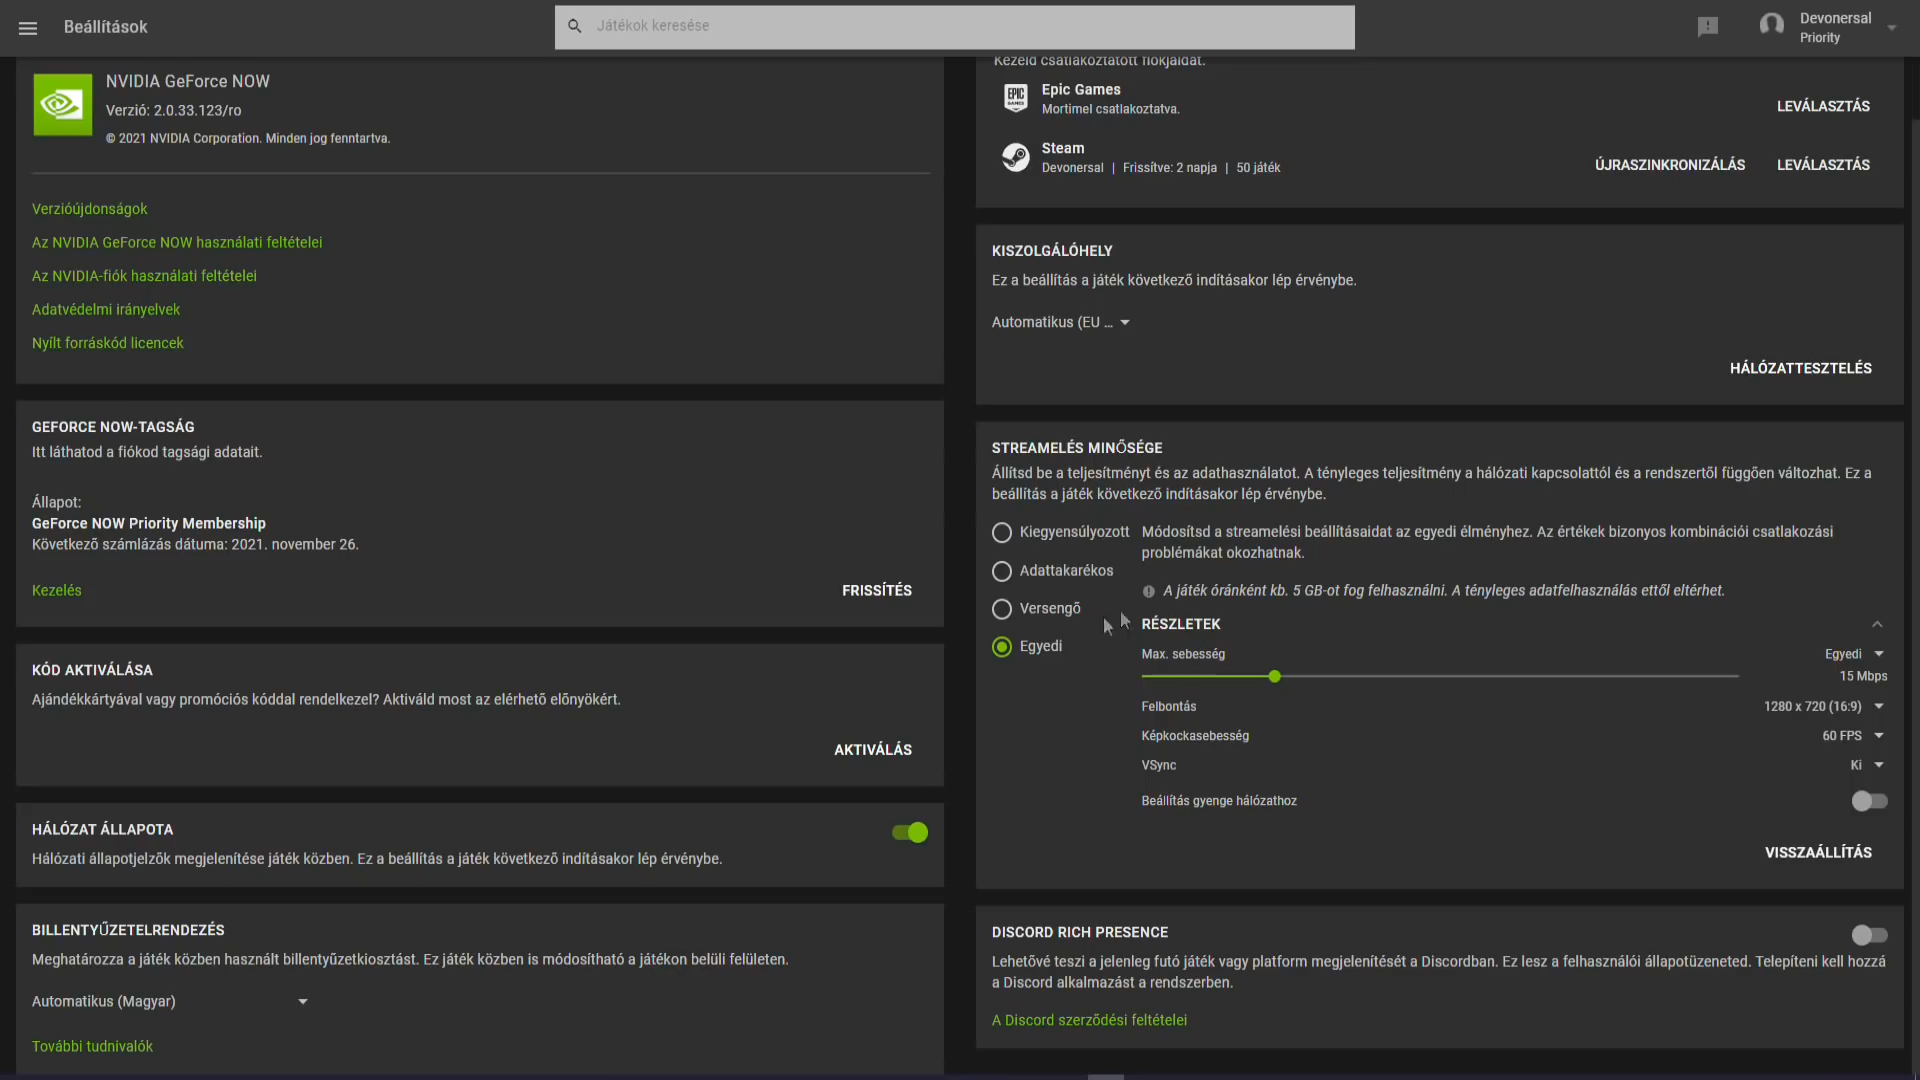 Beállítások
Játékok keresése
Devonersal
Priority
NVIDIA GeForce NOW
Verzió: 2.0.33.123/ro
© 2021 NVIDIA Corporation. Minden jog fenntartva.
Verzióújdonságok
Az NVIDIA GeForce NOW használati feltételei
Az NVIDIA-fiók használati feltételei
Adatvédelmi irányelvek
Nyílt forráskód licencek
GEFORCE NOW-TAGSÁG
Itt láthatod a fiókod tagsági adatait.
Állapot:
GeForce NOW Priority Membership
Következő számlázás dátuma: 2021. november 26.
Kezelés
FRISSÍTÉS
KÓD AKTIVÁLÁSA
Ajándékkártyával vagy promóciós kóddal rendelkezel? Aktiváld most az elérhető előnyökért.
AKTIVÁLÁS
HÁLÓZAT ÁLLAPOTA
Hálózati állapotjelzők megjelenítése játék közben. Ez a beállítás a játék következő indításakor lép érvénybe.
BILLENTYŰZETELRENDEZÉS
Meghatározza a játék közben használt billentyűzetkiosztást. Ez játék közben is módosítható a játékon belüli felületen.
Automatikus (Magyar)
További tudnivalók
Kezeld csatlakoztatott fiókjaidat.
EPIC
GAMES
Epic Games
Mortimel csatlakoztatva.
LEVÁLASZTÁS
Steam
Devonersal | Frissítve: 2 napja | 50 játék
ÚJRASZINKRONIZÁLÁS
LEVÁLASZTÁS
KISZOLGÁLÓHELY
Ez a beállítás a játék következő indításakor lép érvénybe.
Automatikus (EU ...
HÁLÓZATTESZTELÉS
STREAMELÉS MINŐSÉGE
Állítsd be a teljesítményt és az adathasználatot. A tényleges teljesítmény a hálózati kapcsolattól és a rendszertől függően változhat. Ez a
beállítás a játék következő indításakor lép érvénybe.
Kiegyensúlyozott
Adattakarékos
Versengő
Egyedi
Módosítsd a streamelési beállításaidat az egyedi élményhez. Az értékek bizonyos kombinációi csatlakozási
problémákat okozhatnak.
A játék óránként kb. 5 GB-ot fog felhasználni. A tényleges adatfelhasználás ettől eltérhet.
RÉSZLETEK
Max. sebesség
Egyedi
15 Mbps
Felbontás
1280 x 720 (16:9)
Képkockasebesség
60 FPS
VSync
Ki
Beállítás gyenge hálózathoz
VISSZAÁLLÍTÁS
DISCORD RICH PRESENCE
Lehetővé teszi a jelenleg futó játék vagy platform megjelenítését a Discordban. Ez lesz a felhasználói állapotüzeneted. Telepíteni kell hozzá
a Discord alkalmazást a rendszerben.
A Discord szerződési feltételei